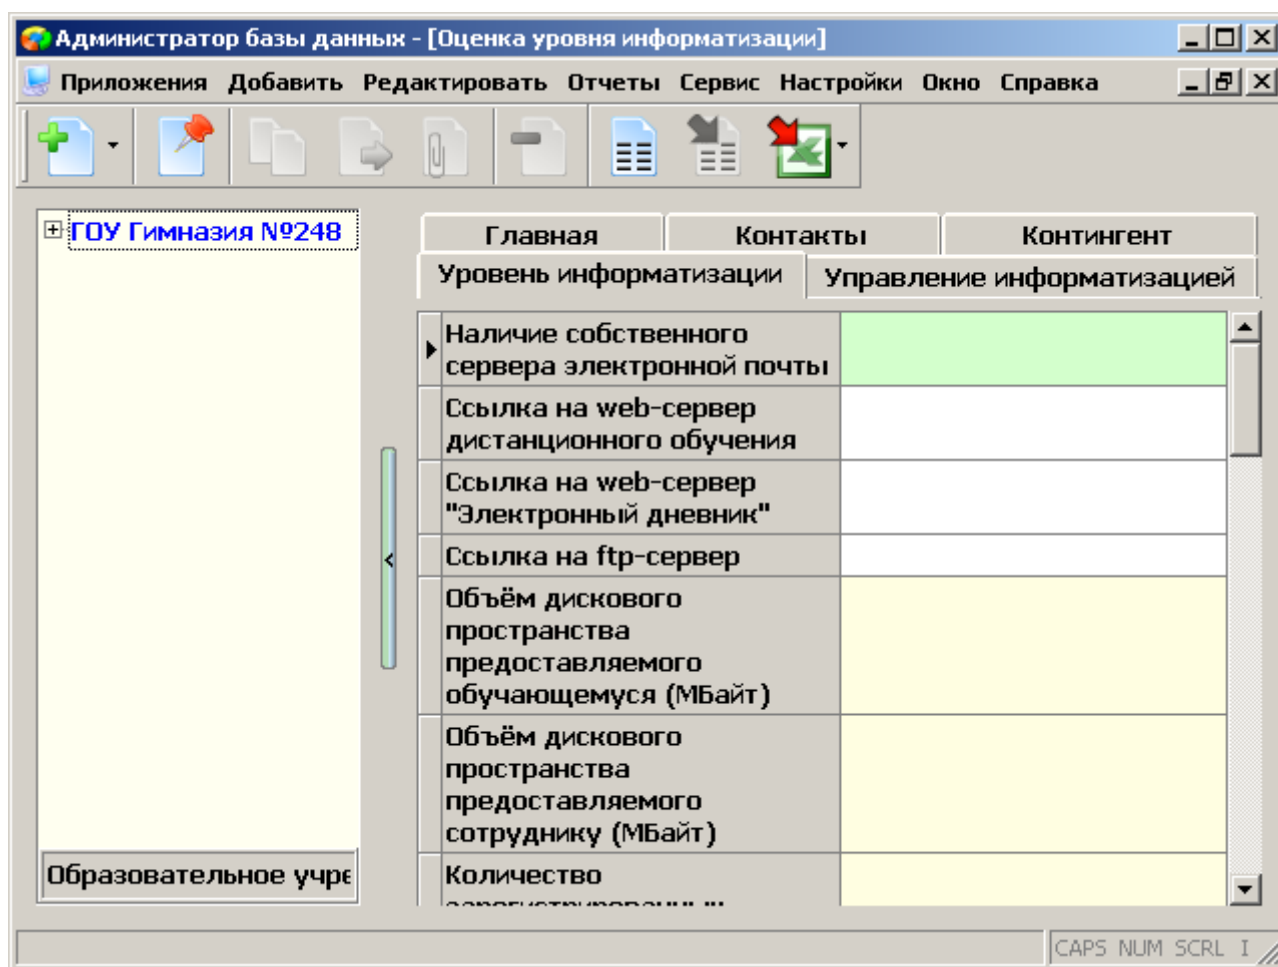 Администратор базы данных - [Оценка уровня информатизации]
Приложения Добавить Редактировать Отчеты Сервис Настройки Окно Справка
ГОУ Гимназия №248
Главная Контакты Контингент
Уровень информатизации Управление информатизацией
Наличие собственного
сервера электронной почты
Ссылка на web-сервер
дистанционного обучения
Ссылка на web-сервер
"Электронный дневник"
Ссылка на ftp-сервер
Объём дискового
пространства
предоставляемого
обучающемуся (МБайт)
Объём дискового
пространства
предоставляемого
сотруднику (МБайт)
Количество
Образовательное учре
CAPS NUM SCRL I